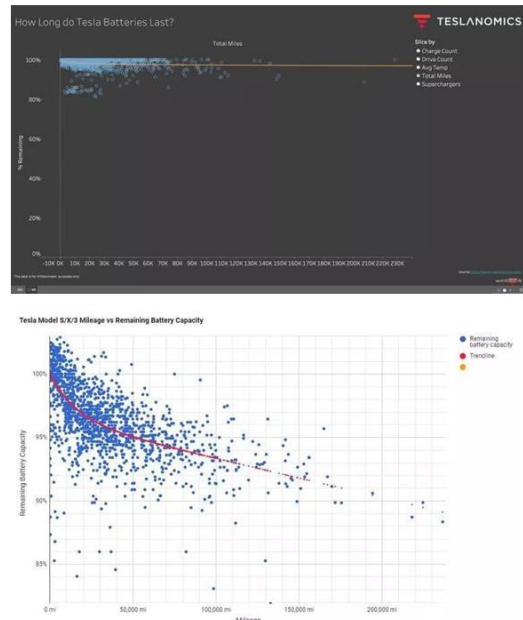 How Long do Tesla Batteries Last?
TESLANOMICS
Total Miles
Slice by
Charge Count
Drive Count
Avg Temp
Total Miles
Superchargers
100%
80%
60%
40%
20%
0%
% Remaining
-10K 0K 10K 20K 30K 40K 50K 60K 70K 80K 90K 100K 110K 120K 130K 140K 150K 160K 170K 180K 190K 200K 210K 220K 230K
Tesla Model S/X/3 Mileage vs Remaining Battery Capacity
Remaining
battery capacity
Trendline
100%
95%
90%
85%
Remaining Battery Capacity
0 mi 50,000 mi 100,000 mi 150,000 mi 200,000 mi
Mileage